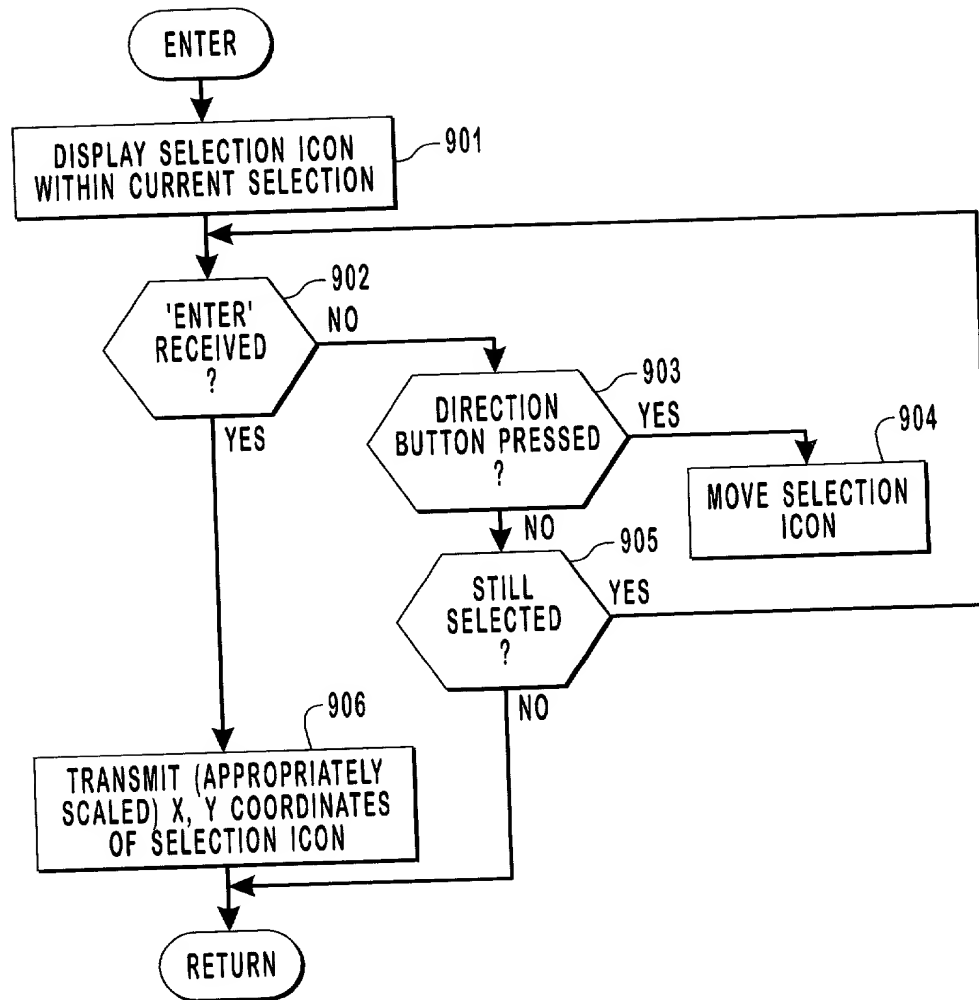 ENTER
DISPLAY SELECTION ICON
WITHIN CURRENT SELECTION
901
'ENTER'
RECEIVED
?
902
NO
YES
DIRECTION
BUTTON PRESSED
?
903
YES
NO
MOVE SELECTION
ICON
904
STILL
SELECTED
?
905
YES
NO
906
TRANSMIT (APPROPRIATELY
SCALED) X, Y COORDINATES
OF SELECTION ICON
RETURN